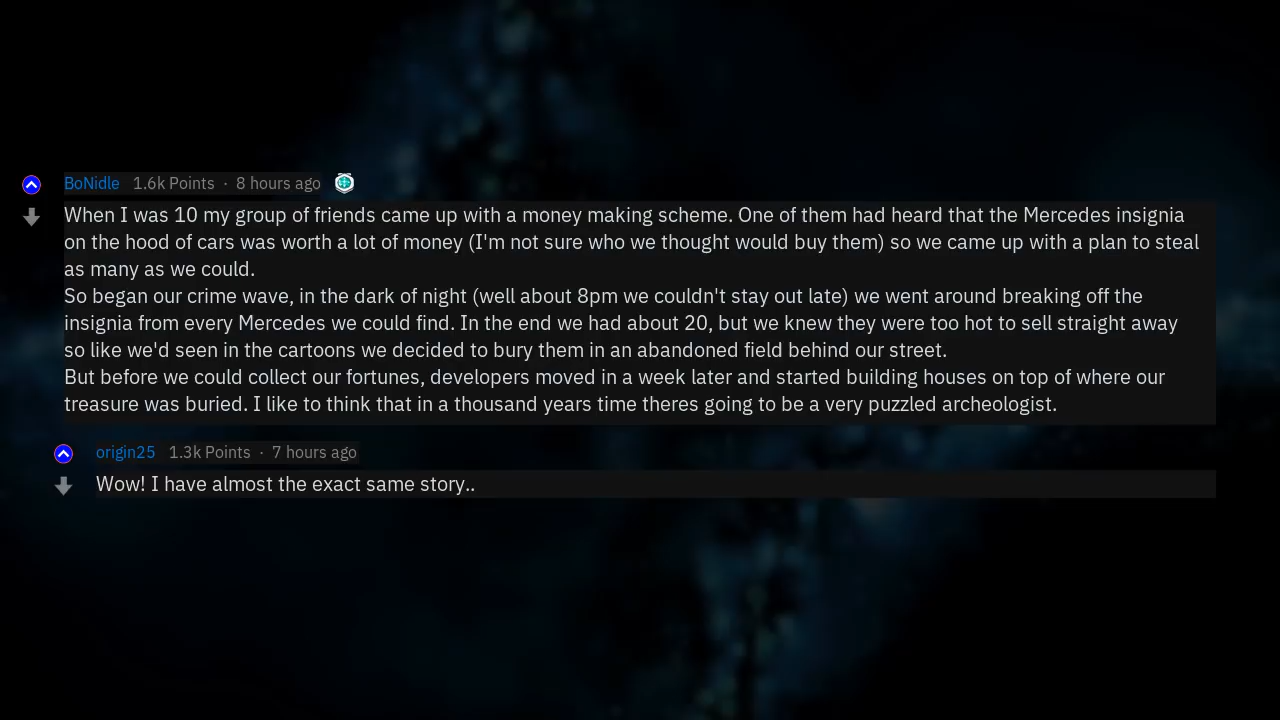 BoNidle 1.6k Points · 8 hours ago
When I was 10 my group of friends came up with a money making scheme. One of them had heard that the Mercedes insignia
on the hood of cars was worth a lot of money (I'm not sure who we thought would buy them) so we came up with a plan to steal
as many as we could.
So began our crime wave, in the dark of night (well about 8pm we couldn't stay out late) we went around breaking off the
insignia from every Mercedes we could find. In the end we had about 20, but we knew they were too hot to sell straight away
so like we'd seen in the cartoons we decided to bury them in an abandoned field behind our street.
But before we could collect our fortunes, developers moved in a week later and started building houses on top of where our
treasure was buried. I like to think that in a thousand years time theres going to be a very puzzled archeologist.
origin25 1.3k Points · 7 hours ago
Wow! I have almost the exact same story..